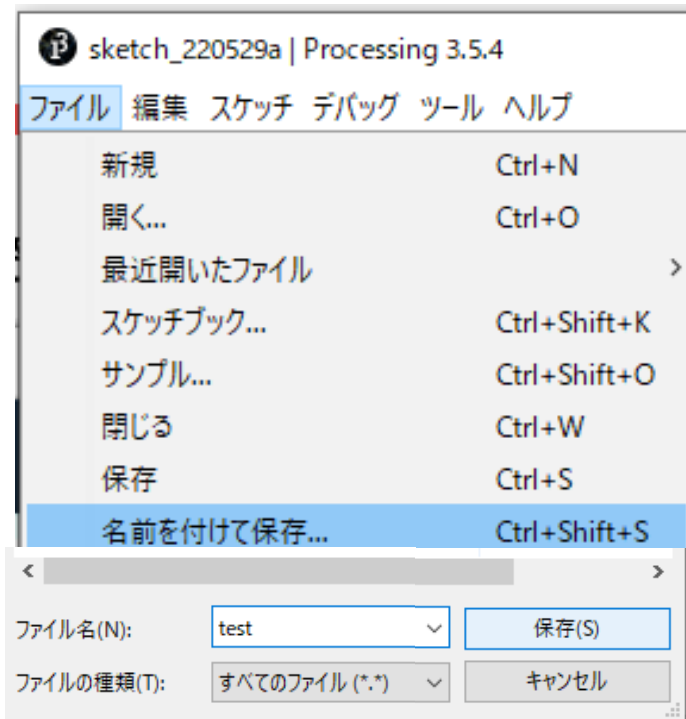 sketch_220529a | Processing 3.5.4
ファイル 編集 スケッチ デバッグ ツール ヘルプ
新規 Ctrl+N
開く... Ctrl+O
最近開いたファイル >
スケッチブック... Ctrl+Shift+K
サンプル... Ctrl+Shift+O
閉じる Ctrl+W
保存 Ctrl+S
名前を付けて保存... Ctrl+Shift+S
ファイル名(N): test 保存(S)
ファイルの種類(T): すべてのファイル (*.*) キャンセル